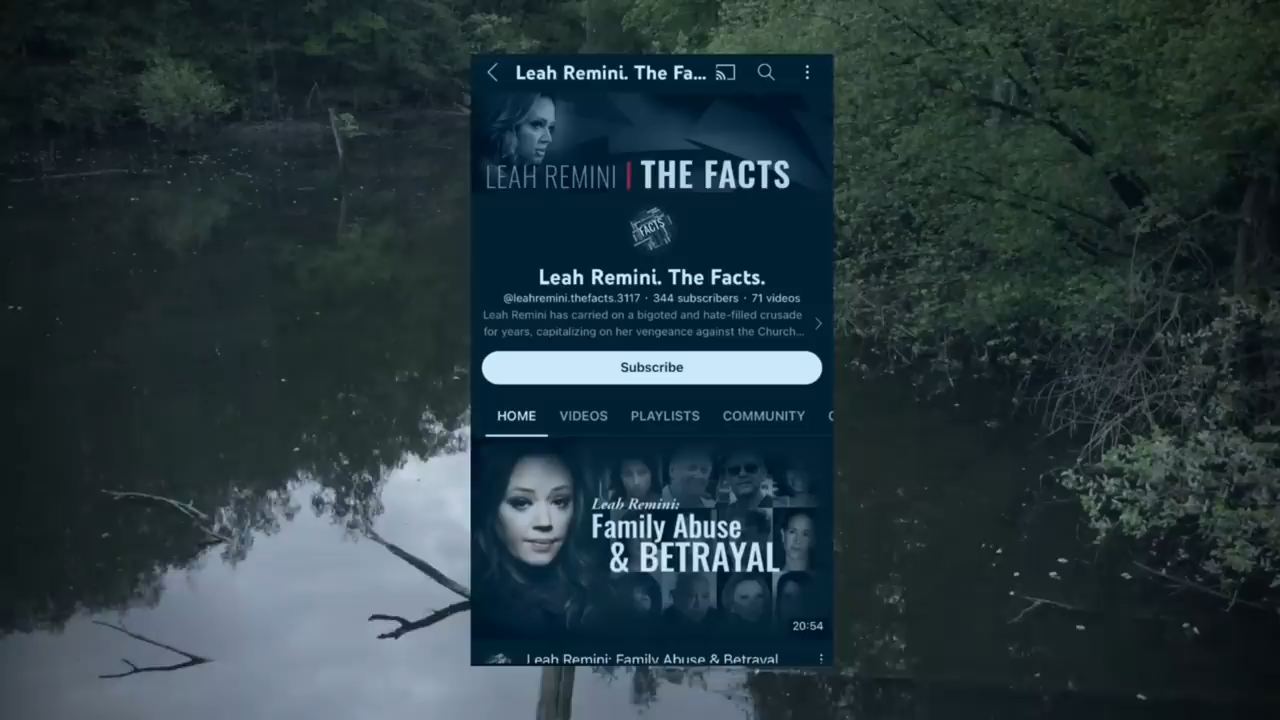 Leah Remini. The Fa...
LEAH REMINI | THE FACTS
FACTS
Leah Remini. The Facts.
@leahremini.thefacts.3117 · 344 subscribers · 71 videos
Leah Remini has carried on a bigoted and hate-filled crusade
for years, capitalizing on her vengeance against the Church...
Subscribe
HOME VIDEOS PLAYLISTS COMMUNITY
Leah Remini:
Family Abuse
& BETRAYAL
20:54
Leah Remini: Family Abuse & Betrayal